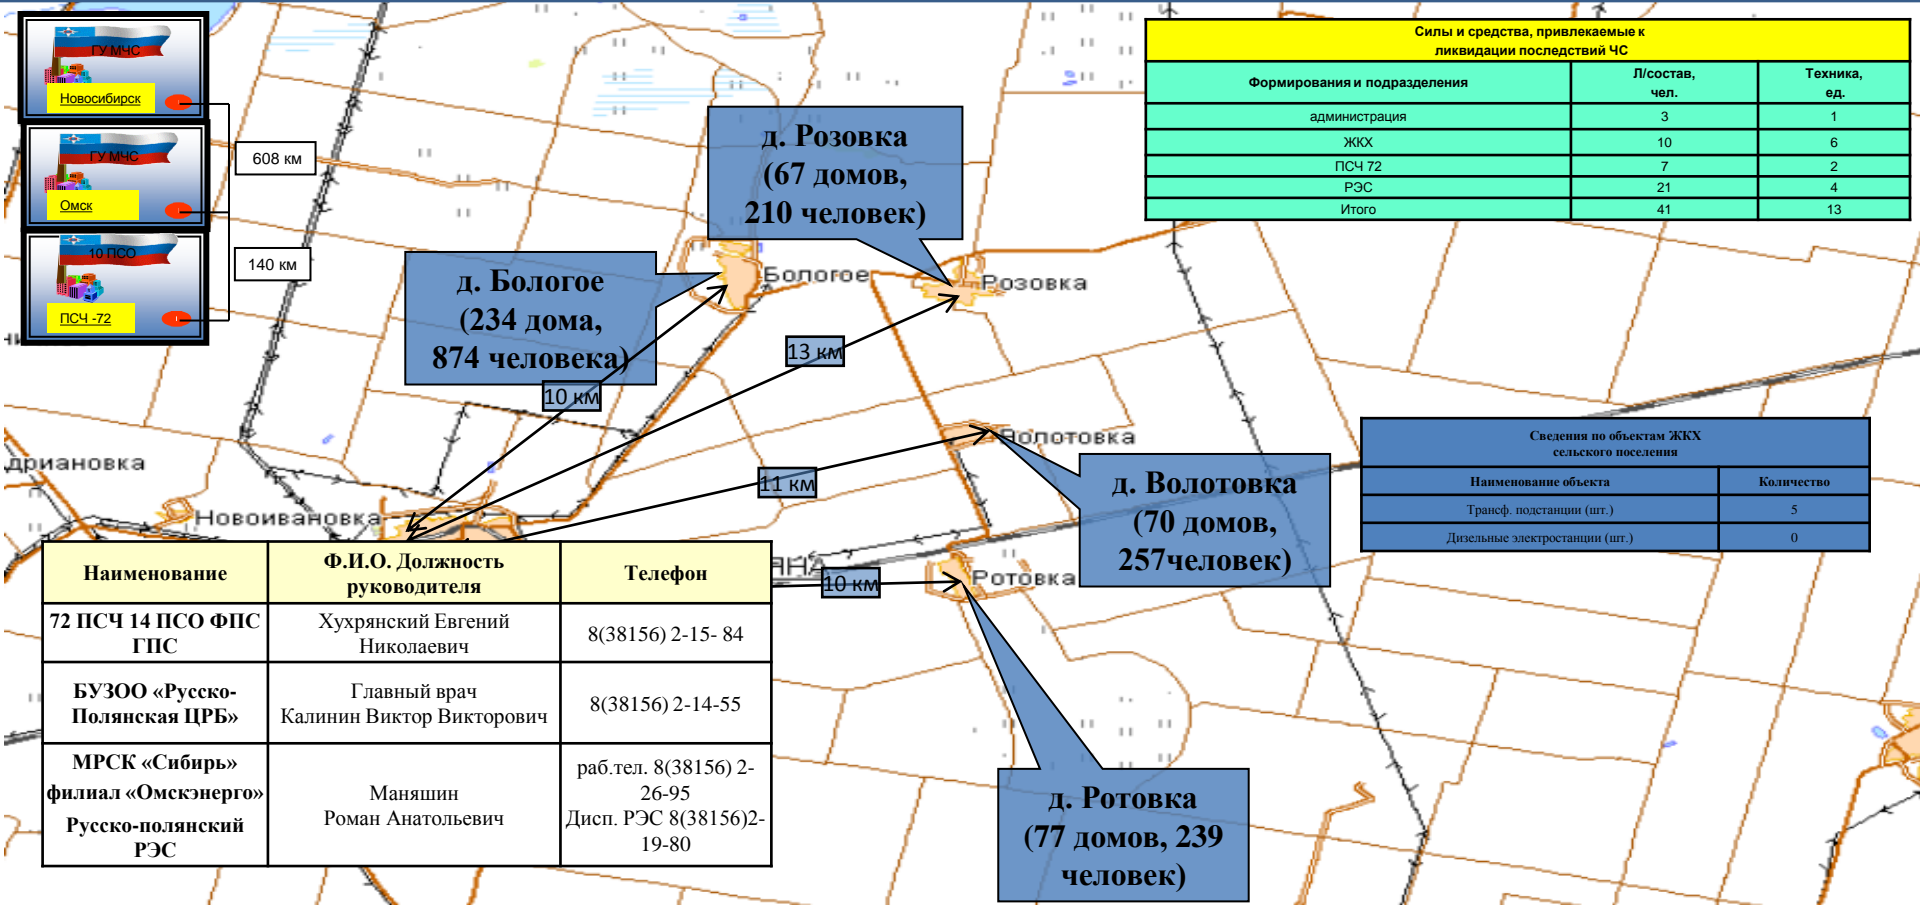 ГУ МЧС
Новосибирск
ГУ МЧС
Омск
10 ПСО
ПСЧ -72
608 км
140 км
д. Розовка
(67 домов,
210 человек)
д. Бологое
(234 дома,
874 человека)
Бологое
Розовка
13 км
10 км
11 км
10 км
Волотовка
дриановка
Новоивановка
Ротовка
д. Волотовка
(70 домов,
257человек)
д. Ротовка
(77 домов, 239
человек)
Силы и средства, привлекаемые к
ликвидации последствий ЧС
Формирования и подразделения Л/состав, чел. Техника, ед.
администрация 3 1
ЖКХ 10 6
ПСЧ 72 7 2
РЭС 21 4
Итого 41 13
Сведения по объектам ЖКХ
сельского поселения
Наименование объекта Количество
Трансф. подстанции (шт.) 5
Дизельные электростанции (шт.) 0
Наименование Ф.И.О. Должность руководителя Телефон
72 ПСЧ 14 ПСО ФПС
ГПС
Хухрянский Евгений
Николаевич
8(38156) 2-15- 84
БУЗОО «Русско-
Полянская ЦРБ»
Главный врач
Калинин Виктор Викторович
8(38156) 2-14-55
МРСК «Сибирь»
филиал «Омскэнерго»
Русско-полянский
РЭС
Маняшин
Роман Анатольевич
раб.тел. 8(38156) 2-
26-95
Дисп. РЭС 8(38156)2-
19-80